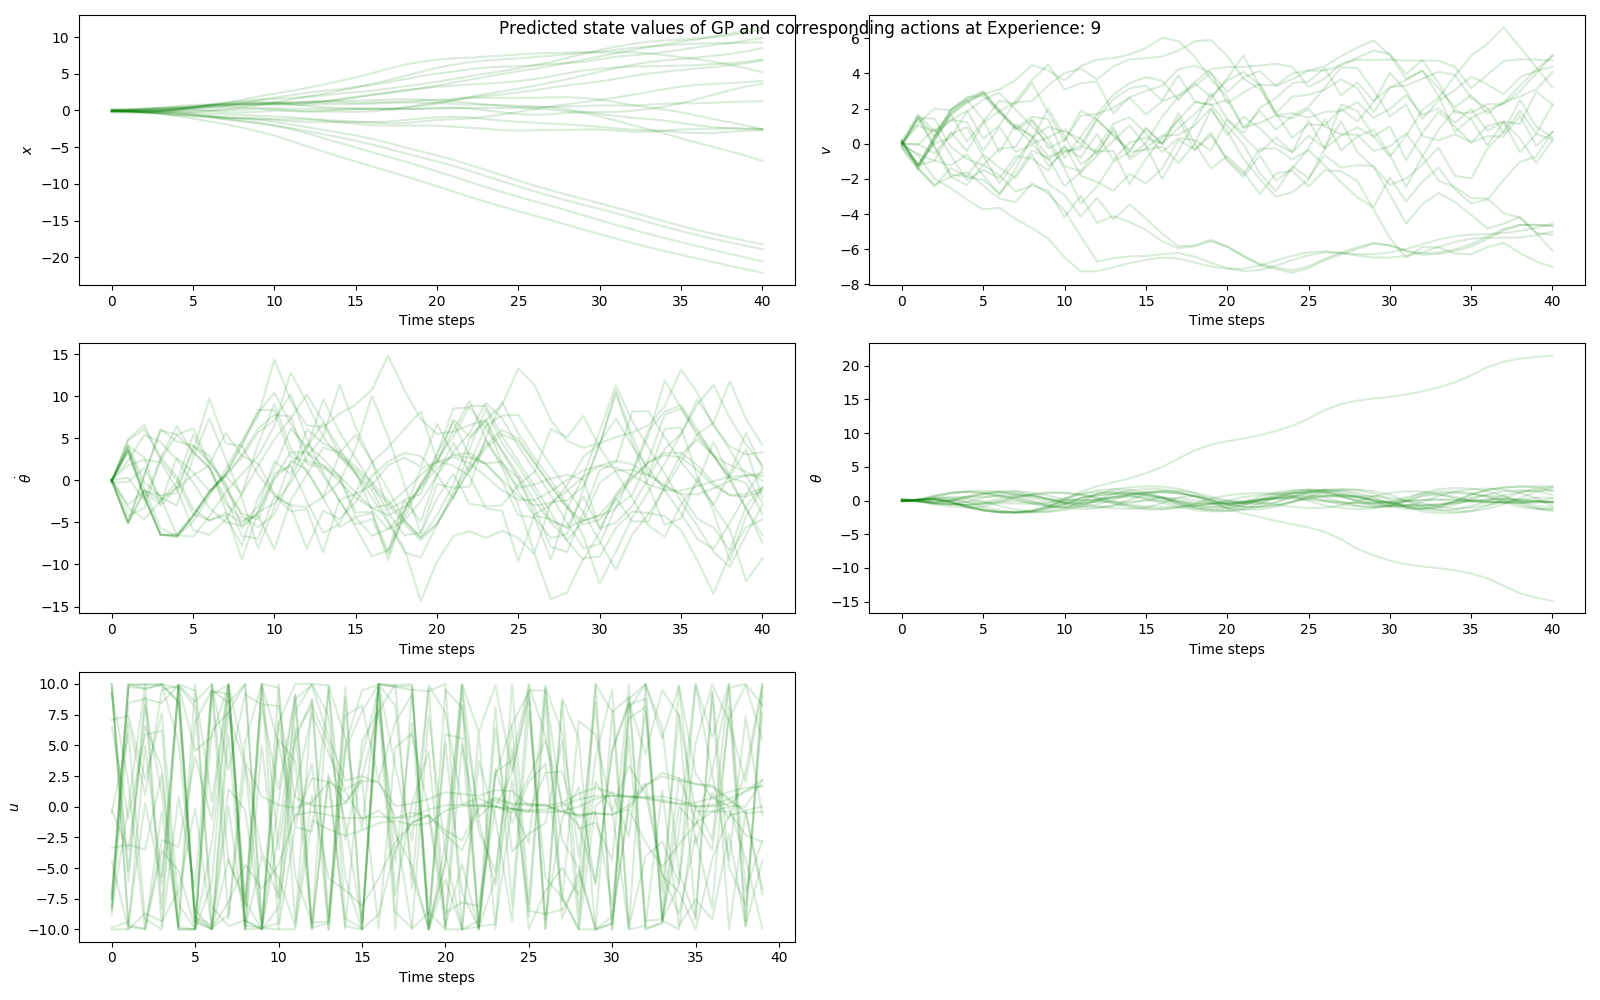 Predicted state values of GP and corresponding actions at Experience: 9
10
5
0
−5
−10
−15
−20
x
0 5 10 15 20 25 30 35 40
Time steps
6
4
2
0
−2
−4
−6
−8
v
0 5 10 15 20 25 30 35 40
Time steps
15
10
5
0
−5
−10
−15
θ̇
0 5 10 15 20 25 30 35 40
Time steps
20
15
10
5
0
−5
−10
−15
θ
0 5 10 15 20 25 30 35 40
Time steps
10.0
7.5
5.0
2.5
0.0
−2.5
−5.0
−7.5
−10.0
u
0 5 10 15 20 25 30 35 40
Time steps